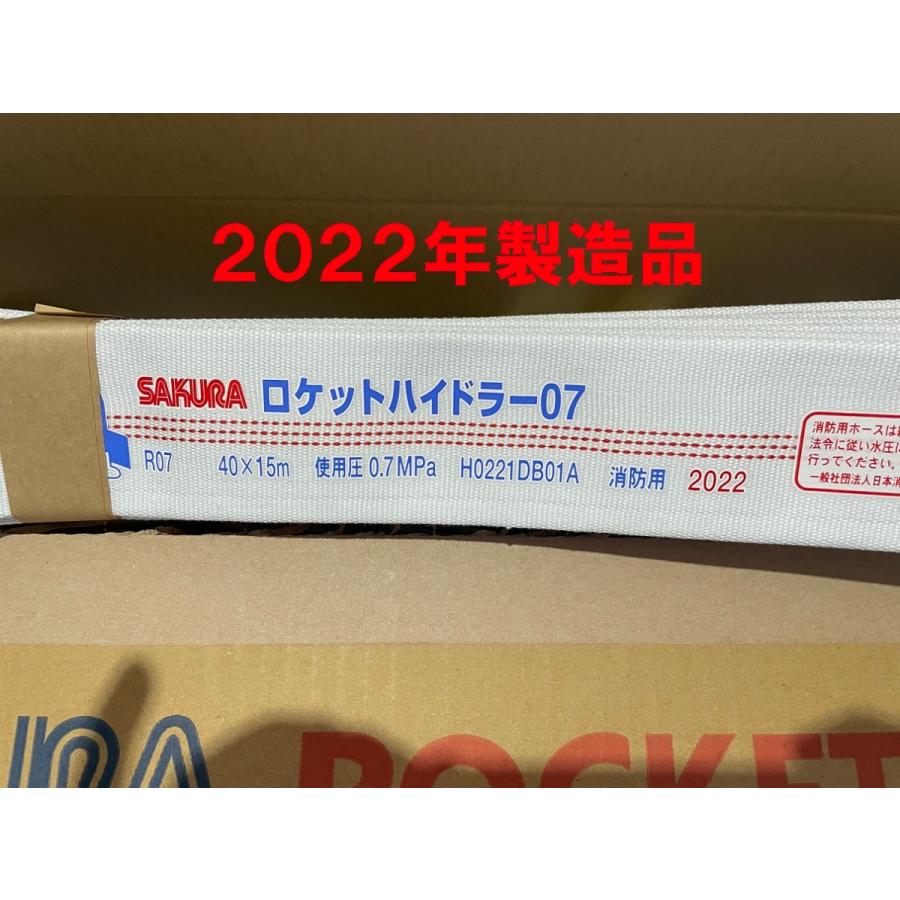 2022年製造品
SAKURA ロケットハイドラー07
R07 40×15m 使用圧 0.7MPa H0221DB01A 消防用 2022
消防用ホースは
法令に従い水圧に
行ってください。
一般社団法人日本消
ROCKET